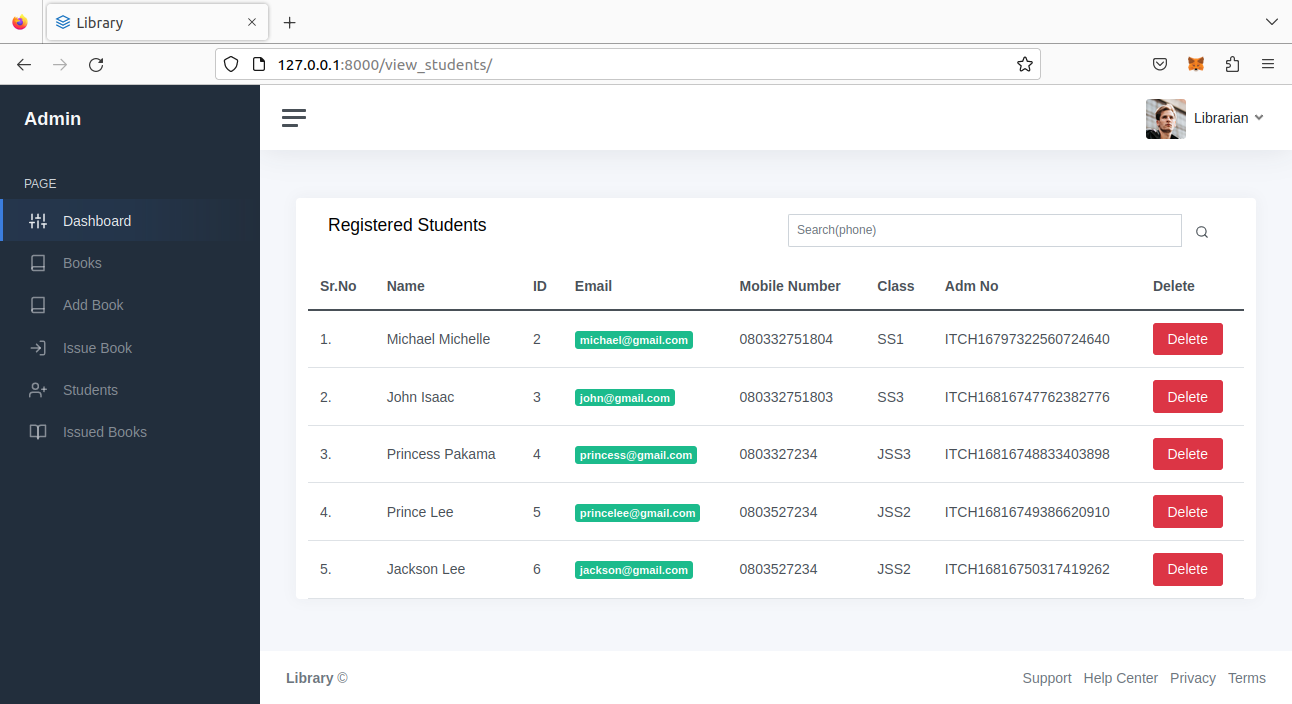 Library
127.0.0.1:8000/view_students/
Admin
Librarian
PAGE
Dashboard
Books
Add Book
Issue Book
Students
Issued Books
Registered Students
Search(phone)
Sr.No Name ID Email Mobile Number Class Adm No Delete
1. Michael Michelle 2 michael@gmail.com 080332751804 SS1 ITCH16797322560724640 Delete
2. John Isaac 3 john@gmail.com 080332751803 SS3 ITCH16816747762382776 Delete
3. Princess Pakama 4 princess@gmail.com 0803327234 JSS3 ITCH16816748833403898 Delete
4. Prince Lee 5 princelee@gmail.com 0803527234 JSS2 ITCH16816749386620910 Delete
5. Jackson Lee 6 jackson@gmail.com 0803527234 JSS2 ITCH16816750317419262 Delete
Library © Support Help Center Privacy Terms